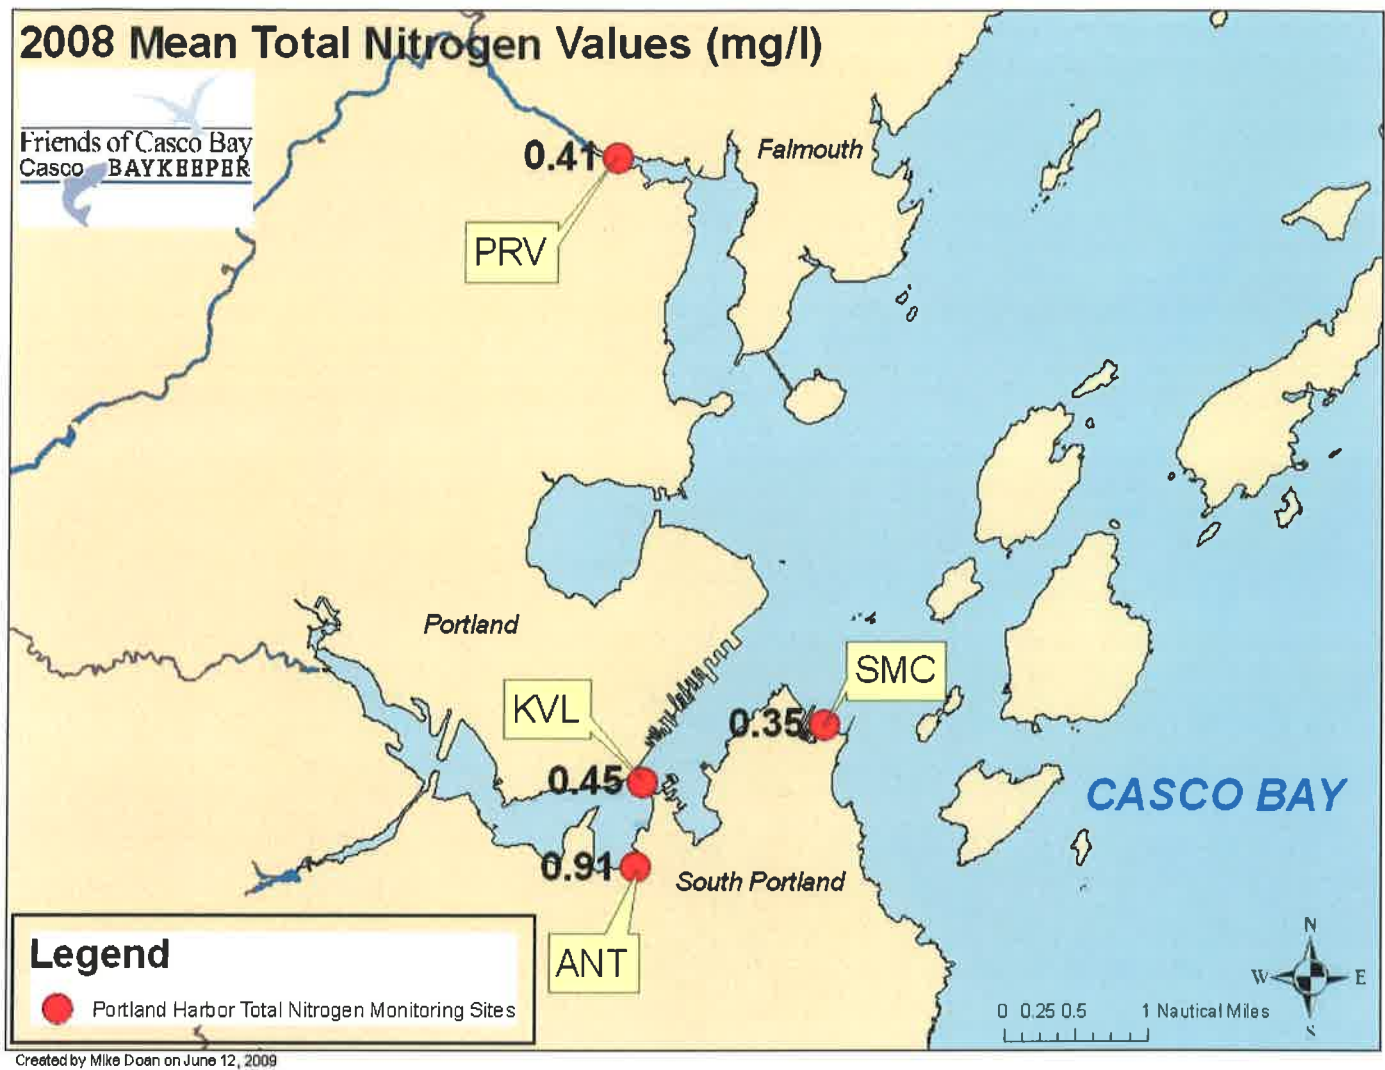 2008 Mean Total Nitrogen Values (mg/l)
Friends of Casco Bay
Casco BAYKEEPER
Falmouth
0.41
PRV
Portland
SMC
KVL
0.35
0.45
CASCO BAY
0.91
South Portland
ANT
Legend
Portland Harbor Total Nitrogen Monitoring Sites
N
W E
S
0 0.25 0.5 1 Nautical Miles
Created by Mike Doan on June 12, 2009